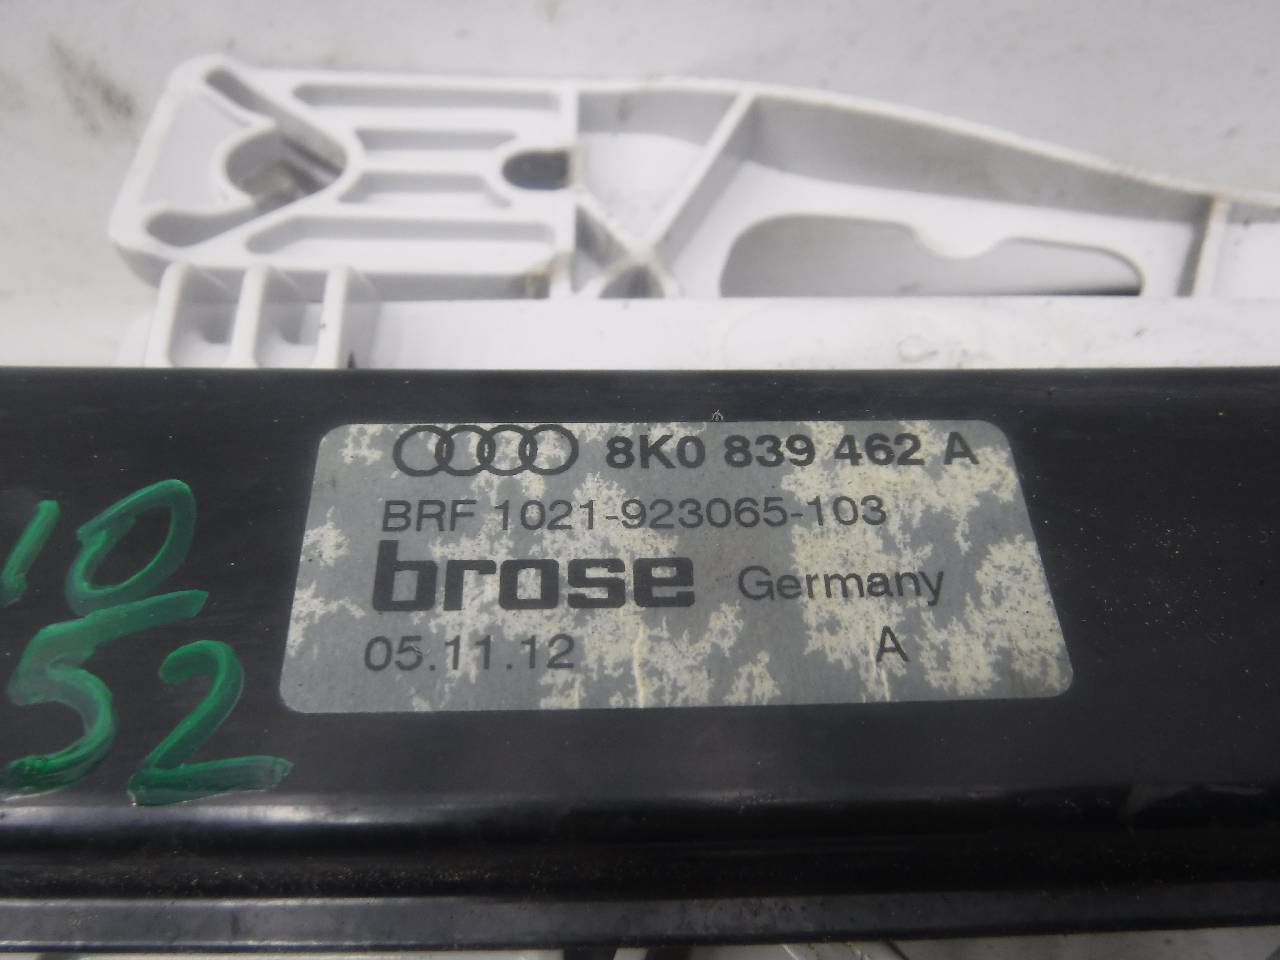 8K0 839 462 A
BRF 1021-923065-103
brose Germany
05.11.12 A
10
52